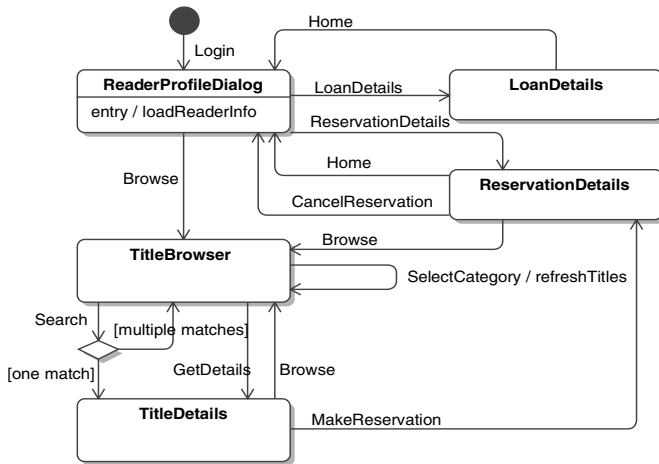 Home
Login
ReaderProfileDialog
LoanDetails
LoanDetails
entry / loadReaderInfo
ReservationDetails
Home
Browse
ReservationDetails
CancelReservation
Browse
TitleBrowser
SelectCategory / refreshTitles
Search
[multiple matches]
[one match]
GetDetails
Browse
TitleDetails
MakeReservation